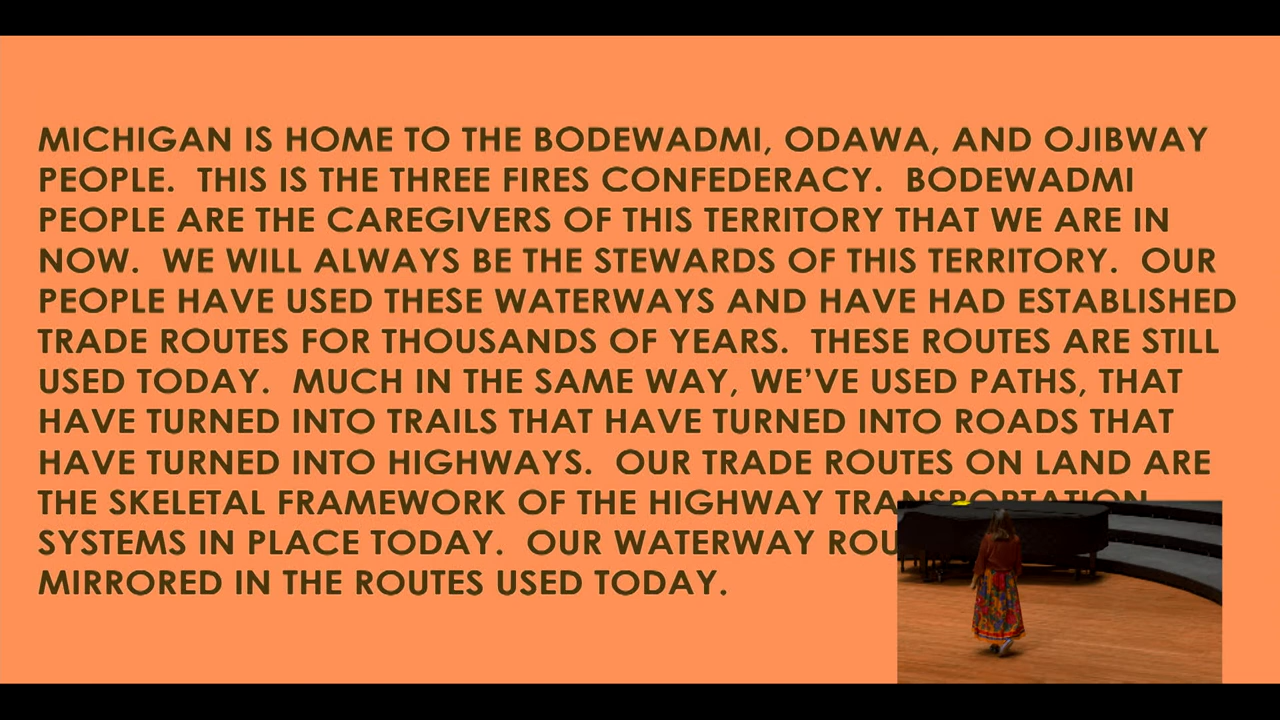 MICHIGAN IS HOME TO THE BODEWADMI, ODAWA, AND OJIBWAY
PEOPLE. THIS IS THE THREE FIRES CONFEDERACY. BODEWADMI
PEOPLE ARE THE CAREGIVERS OF THIS TERRITORY THAT WE ARE IN
NOW. WE WILL ALWAYS BE THE STEWARDS OF THIS TERRITORY. OUR
PEOPLE HAVE USED THESE WATERWAYS AND HAVE HAD ESTABLISHED
TRADE ROUTES FOR THOUSANDS OF YEARS. THESE ROUTES ARE STILL
USED TODAY. MUCH IN THE SAME WAY, WE'VE USED PATHS, THAT
HAVE TURNED INTO TRAILS THAT HAVE TURNED INTO ROADS THAT
HAVE TURNED INTO HIGHWAYS. OUR TRADE ROUTES ON LAND ARE
THE SKELETAL FRAMEWORK OF THE HIGHWAY TRANSPORTATION
SYSTEMS IN PLACE TODAY. OUR WATERWAY
MIRRORED IN THE ROUTES USED TODAY.